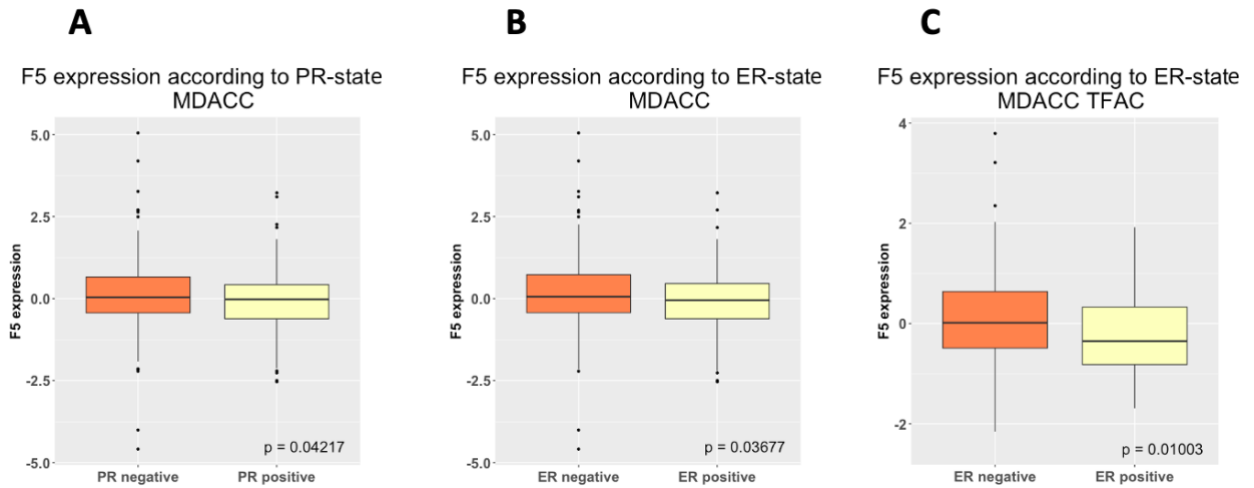 A
F5 expression according to PR-state
MDACC
F5 expression
5.0
2.5
0.0
-2.5
-5.0
p = 0.04217
PR negative
PR positive
B
F5 expression according to ER-state
MDACC
F5 expression
5.0
2.5
0.0
-2.5
-5.0
p = 0.03677
ER negative
ER positive
C
F5 expression according to ER-state
MDACC TFAC
F5 expression
4
2
0
-2
p = 0.01003
ER negative
ER positive